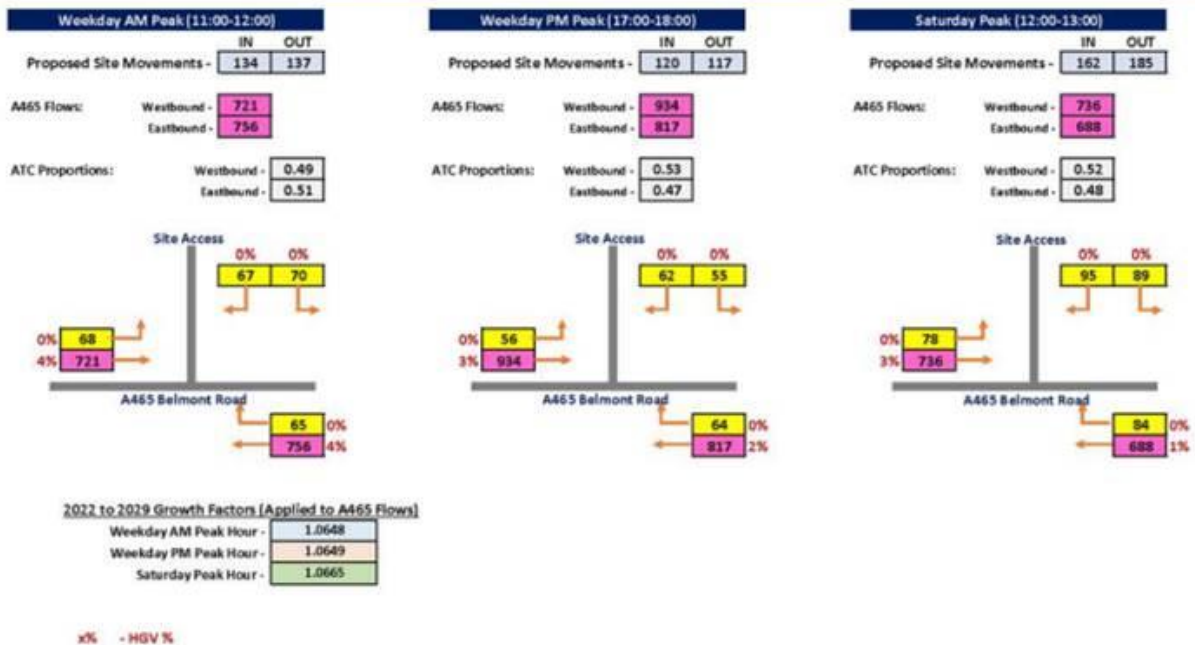 Weekday AM Peak (11:00-12:00) Weekday PM Peak (17:00-18:00) Saturday Peak (12:00-13:00)
IN OUT IN OUT IN OUT
Proposed Site Movements - 134 137 Proposed Site Movements - 120 117 Proposed Site Movements - 162 185
A465 Flows: Westbound - 721 A465 Flows: Westbound - 934 A465 Flows: Westbound - 736
Eastbound - 756 Eastbound - 817 Eastbound - 688
ATC Proportions: Westbound - 0.49 ATC Proportions: Westbound - 0.53 ATC Proportions: Westbound - 0.52
Eastbound - 0.51 Eastbound - 0.47 Eastbound - 0.48
Site Access Site Access Site Access
0% 0% 0% 0% 0% 0%
67 70 62 55 95 89
0% 68 0% 56 0% 78
4% 721 3% 934 3% 736
A465 Belmont Road A465 Belmont Road A465 Belmont Road
65 0% 64 0% 84 0%
756 4% 817 2% 688 1%
2022 to 2029 Growth Factors (Applied to A465 Flows)
Weekday AM Peak Hour - 1.0648
Weekday PM Peak Hour - 1.0649
Saturday Peak Hour - 1.0665
x% - HGV %